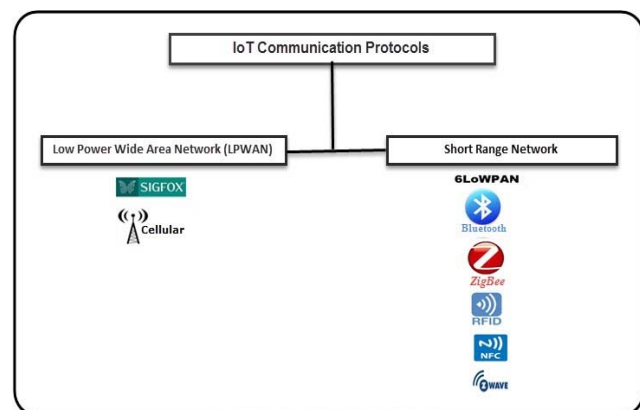 IoT Communication Protocols
Low Power Wide Area Network (LPWAN)
SIGFOX
Cellular
Short Range Network
6LoWPAN
Bluetooth
ZigBee
RFID
NFC
Z WAVE